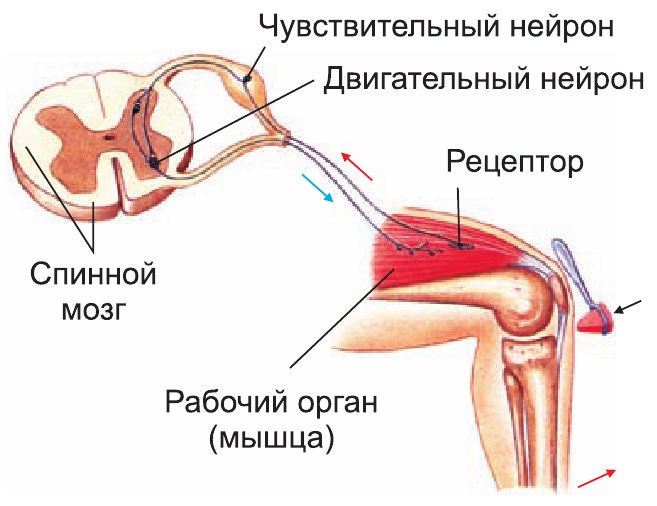 Чувствительный нейрон
Двигательный нейрон
Рецептор
Спинной
мозг
Рабочий орган
(мышца)